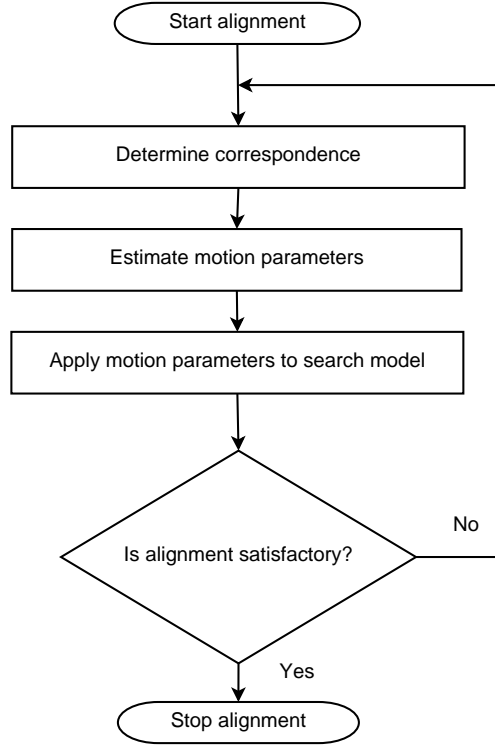 Start alignment
Determine correspondence
Estimate motion parameters
Apply motion parameters to search model
Is alignment satisfactory?
No
Yes
Stop alignment